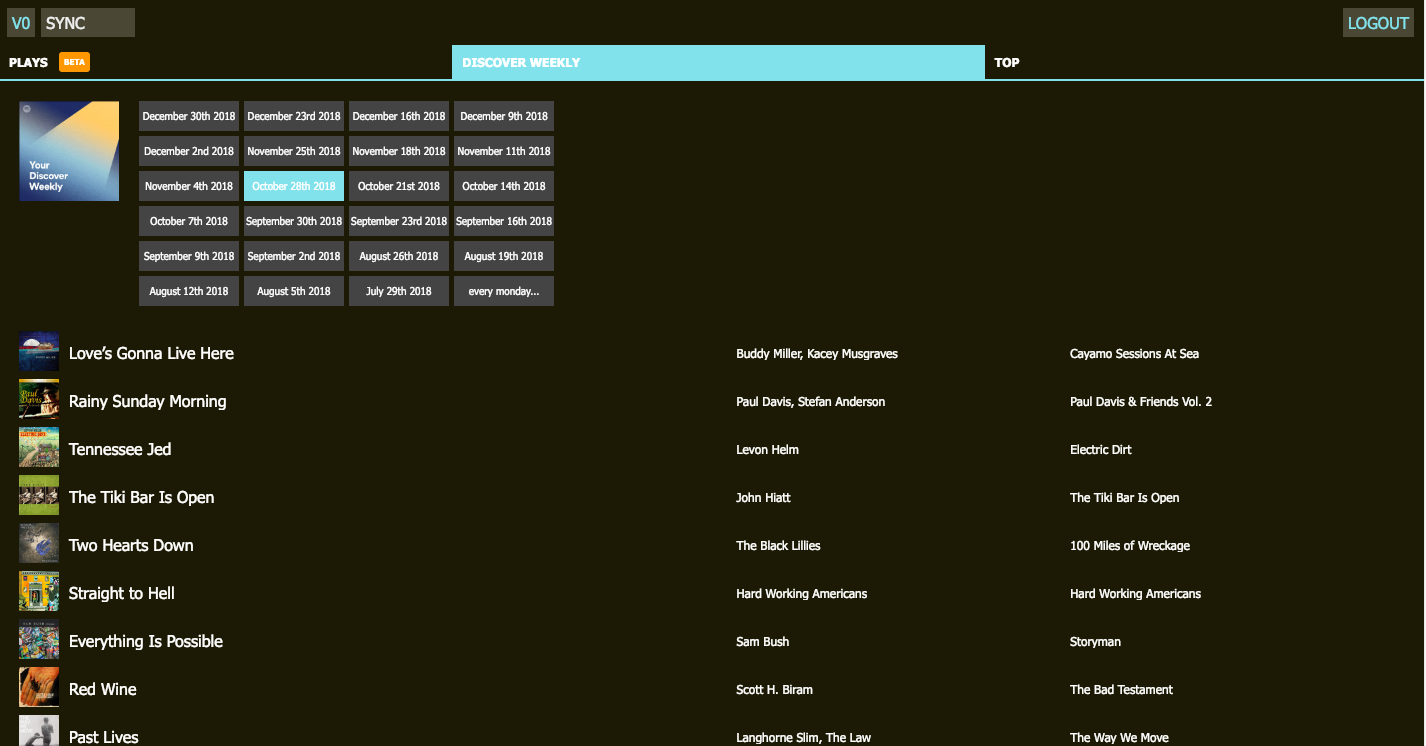 V0 SYNC LOGOUT
PLAYS BETA DISCOVER WEEKLY TOP
Your
Discover
Weekly
December 30th 2018 December 23rd 2018 December 16th 2018 December 9th 2018
December 2nd 2018 November 25th 2018 November 18th 2018 November 11th 2018
November 4th 2018 October 28th 2018 October 21st 2018 October 14th 2018
October 7th 2018 September 30th 2018 September 23rd 2018 September 16th 2018
September 9th 2018 September 2nd 2018 August 26th 2018 August 19th 2018
August 12th 2018 August 5th 2018 July 29th 2018 every monday...
Love’s Gonna Live Here Buddy Miller, Kacey Musgraves Cayamo Sessions At Sea
Rainy Sunday Morning Paul Davis, Stefan Anderson Paul Davis & Friends Vol. 2
Tennessee Jed Levon Helm Electric Dirt
The Tiki Bar Is Open John Hiatt The Tiki Bar Is Open
Two Hearts Down The Black Lillies 100 Miles of Wreckage
Straight to Hell Hard Working Americans Hard Working Americans
Everything Is Possible Sam Bush Storyman
Red Wine Scott H. Biram The Bad Testament
Past Lives Langhorne Slim, The Law The Way We Move